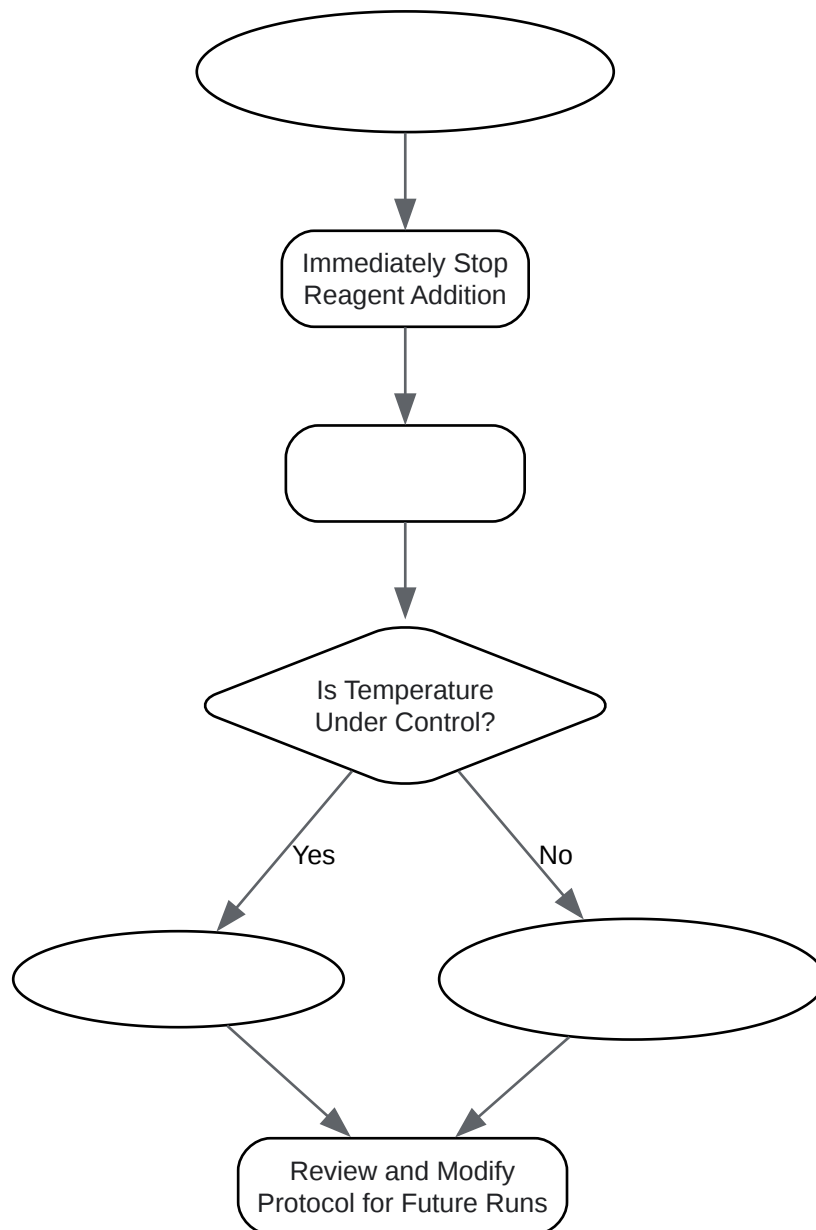 Immediately Stop
Reagent Addition
Is Temperature
Under Control?
Yes
No
Review and Modify
Protocol for Future Runs